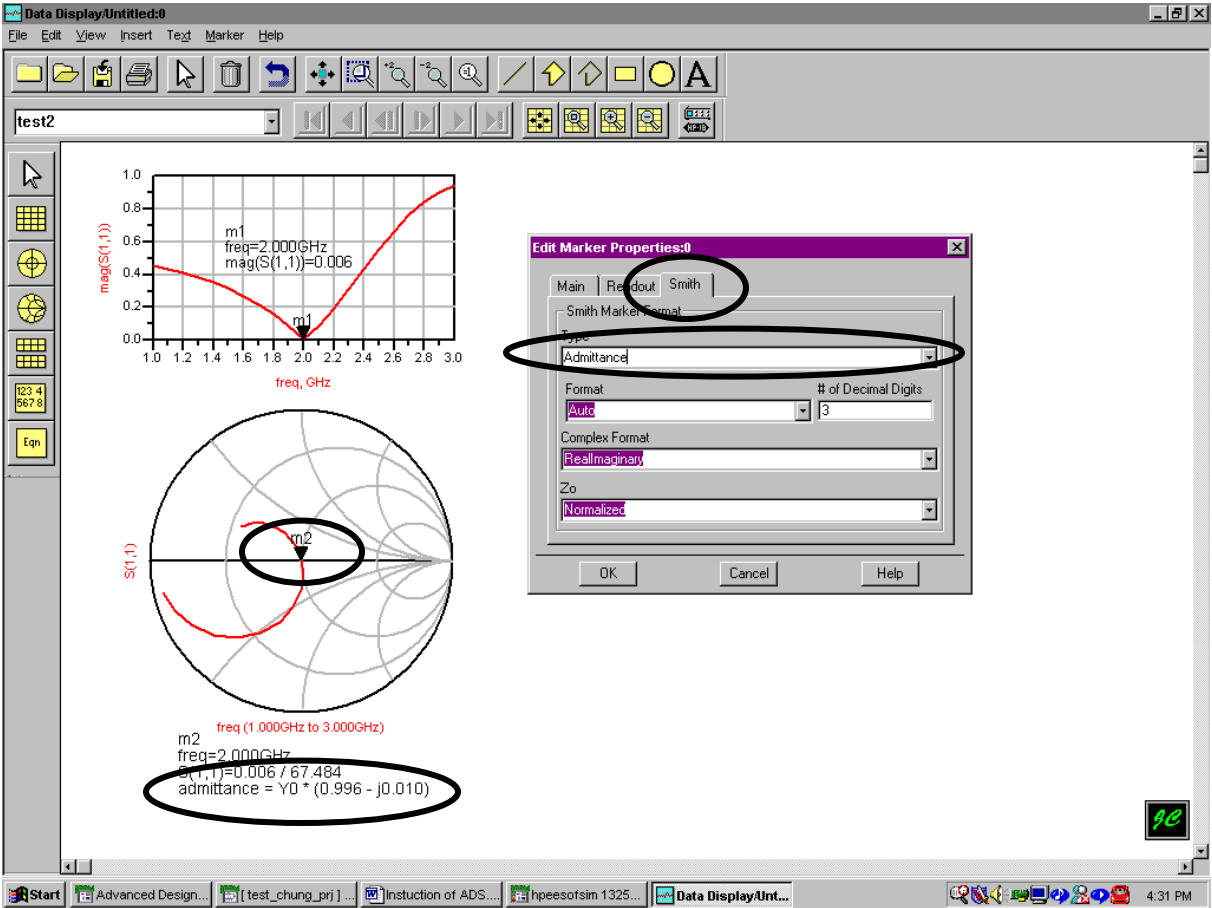 Data Display/Untitled:0
File Edit View Insert Text Marker Help
test2
m1
freq=2.000GHz
mag(S(1,1))=0.006
mag(S(1,1))
1.0
0.8
0.6
0.4
0.2
0.0
m1
1.0 1.2 1.4 1.6 1.8 2.0 2.2 2.4 2.6 2.8 3.0
freq, GHz
123 4
567 8
Eqn
S(1,1)
m2
freq (1.000GHz to 3.000GHz)
m2
freq=2.000GHz
S(1,1)=0.006 / 67.484
admittance = Y0 * (0.996 - j0.010)
Edit Marker Properties:0
Main Readout Smith
Smith Marker Format
Type
Admittance
Format # of Decimal Digits
Auto 3
Complex Format
RealImaginary
Zo
Normalized
OK Cancel Help
Start Advanced Design... [ test_chung_prj ] ... Instuction of ADS.... hpeesofsim 1325... Data Display/Unt... 4:31 PM